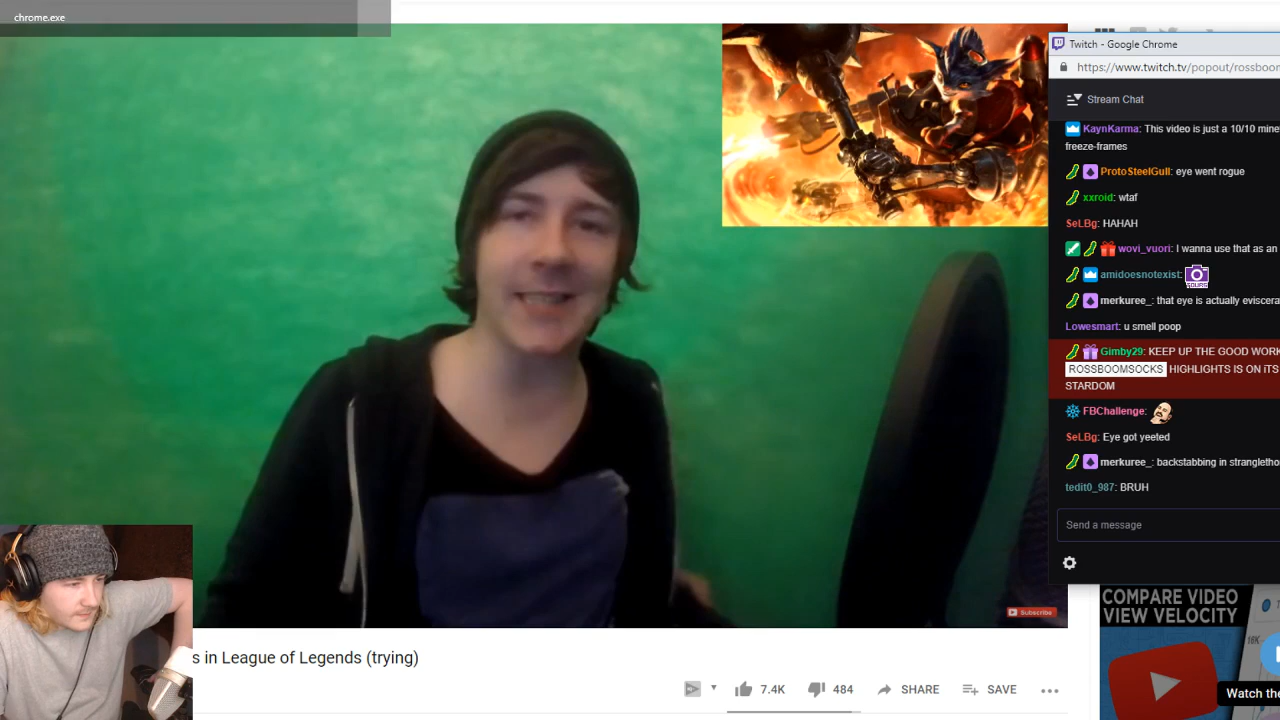 chrome.exe
Twitch - Google Chrome
https://www.twitch.tv/popout/rossboom
Stream Chat
KaynKarma: This video is just a 10/10 mine
freeze-frames
ProtoSteelGull: eye went rogue
xxroid: wtaf
SeLBg: HAHAH
wovi_vuori: I wanna use that as an
amidoesnotexist:
merkuree_: that eye is actually eviscera
Lowesmart: u smell poop
Gimby29: KEEP UP THE GOOD WORK
ROSSBOOMSOCKS HIGHLIGHTS IS ON iTS
STARDOM
FBChallenge:
SeLBg: Eye got yeeted
merkuree_: backstabbing in strangletho
tedit0_987: BRUH
Send a message
Subscribe
s in League of Legends (trying)
7.4K 484 SHARE SAVE
COMPARE VIDEO
VIEW VELOCITY
16K
Watch the